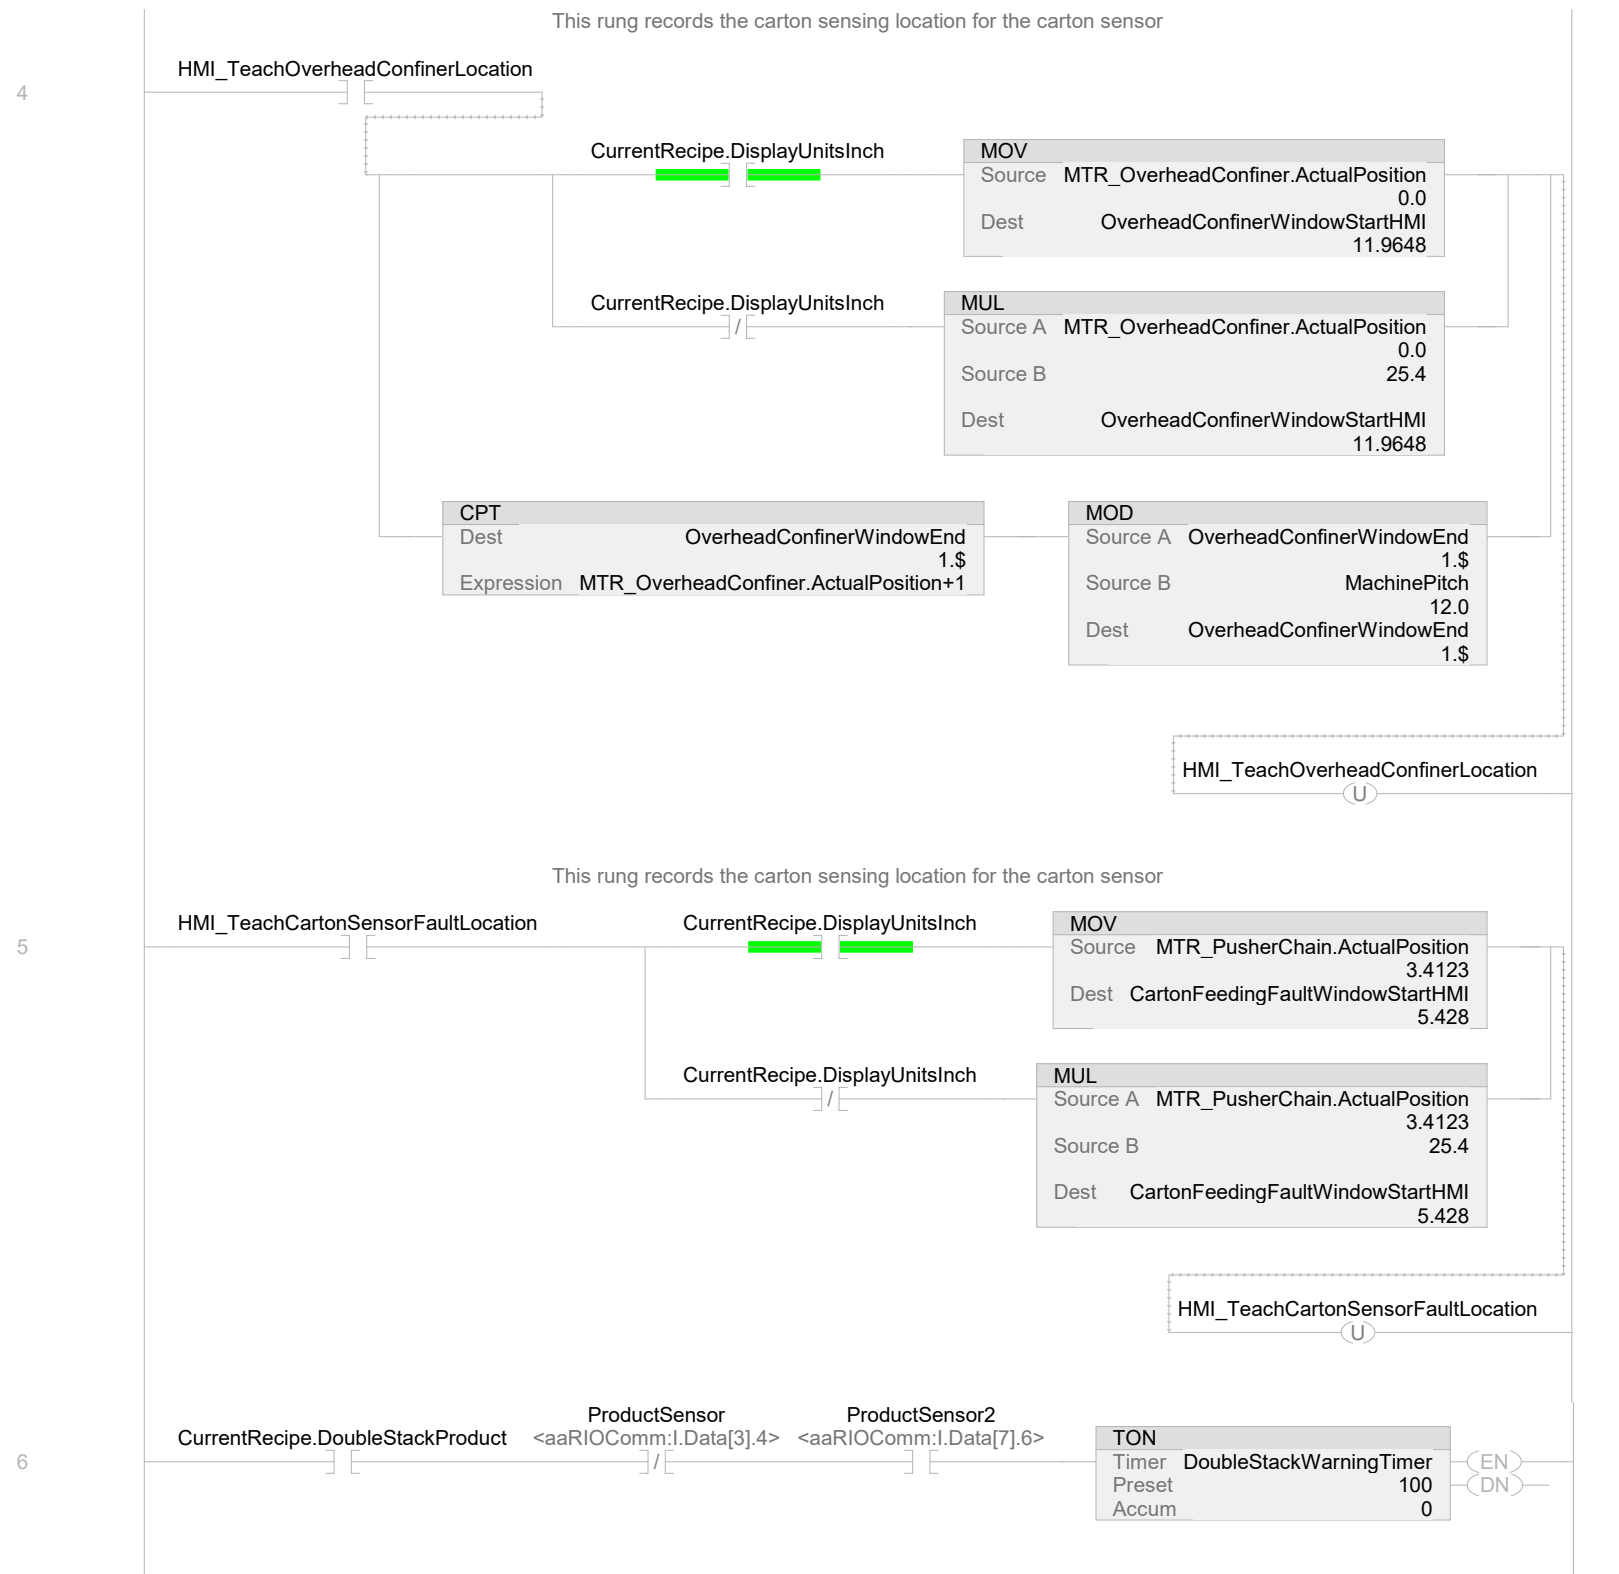 This rung records the carton sensing location for the carton sensor
4
HMI_TeachOverheadConfinerLocation
CurrentRecipe.DisplayUnitsInch
MOV
Source MTR_OverheadConfiner.ActualPosition
0.0
Dest OverheadConfinerWindowStartHMI
11.9648
CurrentRecipe.DisplayUnitsInch
/
MUL
Source A MTR_OverheadConfiner.ActualPosition
0.0
Source B 25.4
Dest OverheadConfinerWindowStartHMI
11.9648
CPT
Dest OverheadConfinerWindowEnd
1.$
Expression MTR_OverheadConfiner.ActualPosition+1
MOD
Source A OverheadConfinerWindowEnd
1.$
Source B MachinePitch
12.0
Dest OverheadConfinerWindowEnd
1.$
HMI_TeachOverheadConfinerLocation
U
This rung records the carton sensing location for the carton sensor
5
HMI_TeachCartonSensorFaultLocation
CurrentRecipe.DisplayUnitsInch
MOV
Source MTR_PusherChain.ActualPosition
3.4123
Dest CartonFeedingFaultWindowStartHMI
5.428
CurrentRecipe.DisplayUnitsInch
/
MUL
Source A MTR_PusherChain.ActualPosition
3.4123
Source B 25.4
Dest CartonFeedingFaultWindowStartHMI
5.428
HMI_TeachCartonSensorFaultLocation
U
6
CurrentRecipe.DoubleStackProduct
ProductSensor
<aaRIOComm:I.Data[3].4>
/
ProductSensor2
<aaRIOComm:I.Data[7].6>
TON
Timer DoubleStackWarningTimer
Preset 100
Accum 0
EN
DN